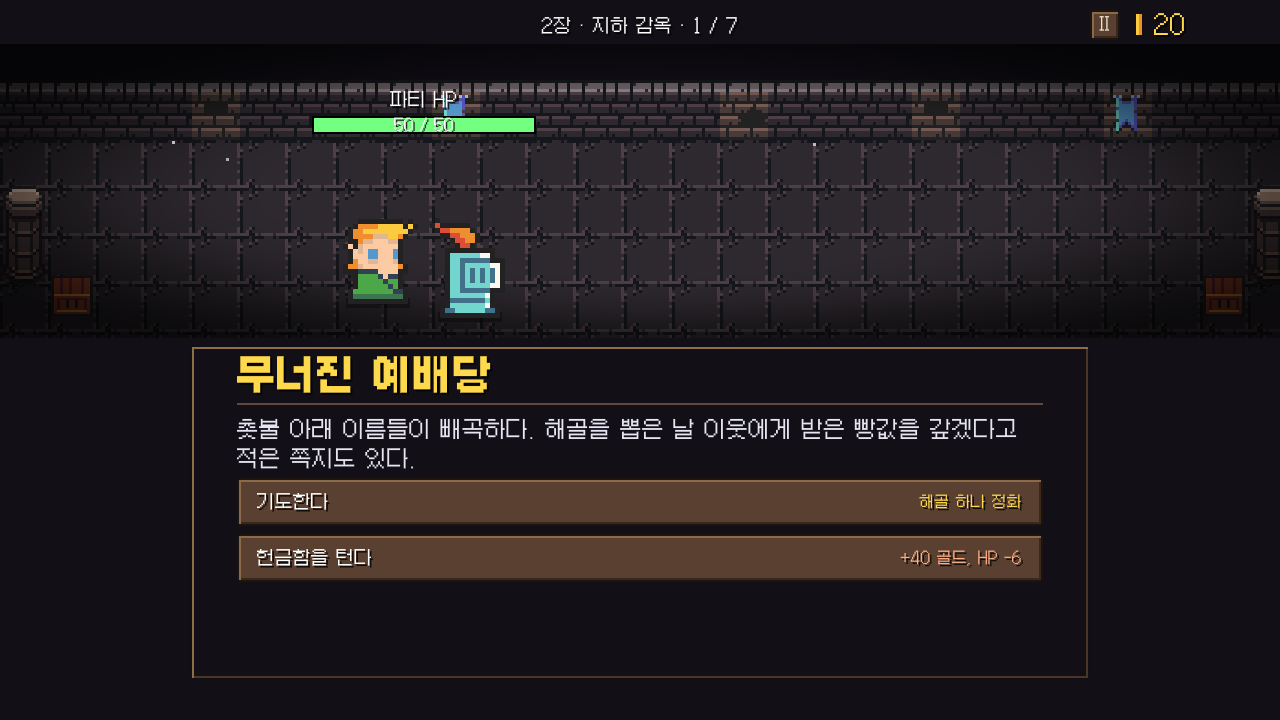 2장 · 지하 감옥 · 1 / 7
II
20
파티 HP
50 / 50
무너진 예배당
촛불 아래 이름들이 빼곡하다. 해골을 뽑은 날 이웃에게 받은 빵값을 갚겠다고
적은 쪽지도 있다.
기도한다
해골 하나 정화
헌금함을 턴다
+40 골드, HP -6